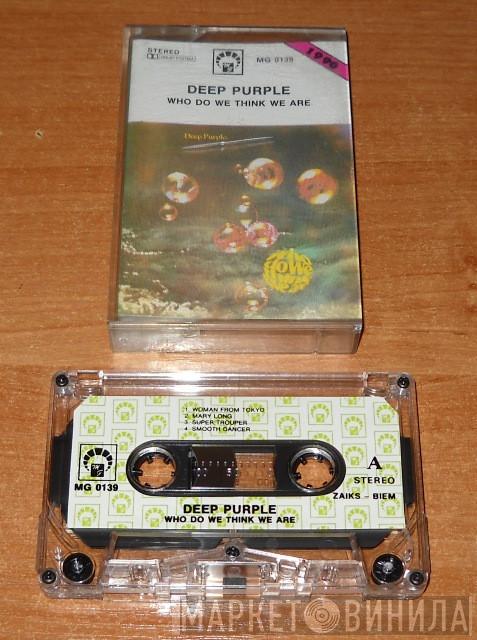 STEREO
MG 0139
1990
DEEP PURPLE
WHO DO WE THINK WE ARE
Deep Purple
1 WOMAN FROM TOKYO
2 MARY LONG
3 SUPER TROUPER
4 SMOOTH DANCER
A
MG 0139
STEREO
ZAIKS – BIEM
DEEP PURPLE
WHO DO WE THINK WE ARE
МАРКЕТ ВИНИЛА